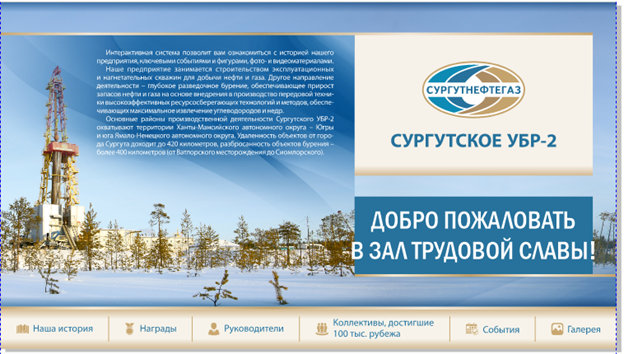 Интерактивная система позволит вам ознакомиться с историей нашего
предприятия, ключевыми событиями и фигурами, фото- и видеоматериалами.
Наше предприятие занимается строительством эксплуатационных
и нагнетательных скважин для добычи нефти и газа. Другое направление
деятельности – глубокое разведочное бурение, обеспечивающее прирост
запасов нефти и газа на основе внедрения в производство передовой техни-
ки высокоэффективных ресурсосберегающих технологий и методов, обеспе-
чивающих максимальное извлечение углеводородов и недр.
Основными районы производственной деятельности Сургутского УБР-2
охватывают территории Ханты-Мансийского автономного округа – Югры
и юга Ямало-Ненецкого автономного округа. Удаленность объектов от горо-
да Сургута доходит до 420 километров, разбросанность объектов бурения –
более 400 километров (от Ватлорского месторождения до Сиомлорского).
СУРГУТНЕФТЕГАЗ
СУРГУТСКОЕ УБР-2
ДОБРО ПОЖАЛОВАТЬ
В ЗАЛ ТРУДОВОЙ СЛАВЫ!
Наша история
Награды
Руководители
Коллективы, достигшие
100 тыс. рубежа
События
Галерея